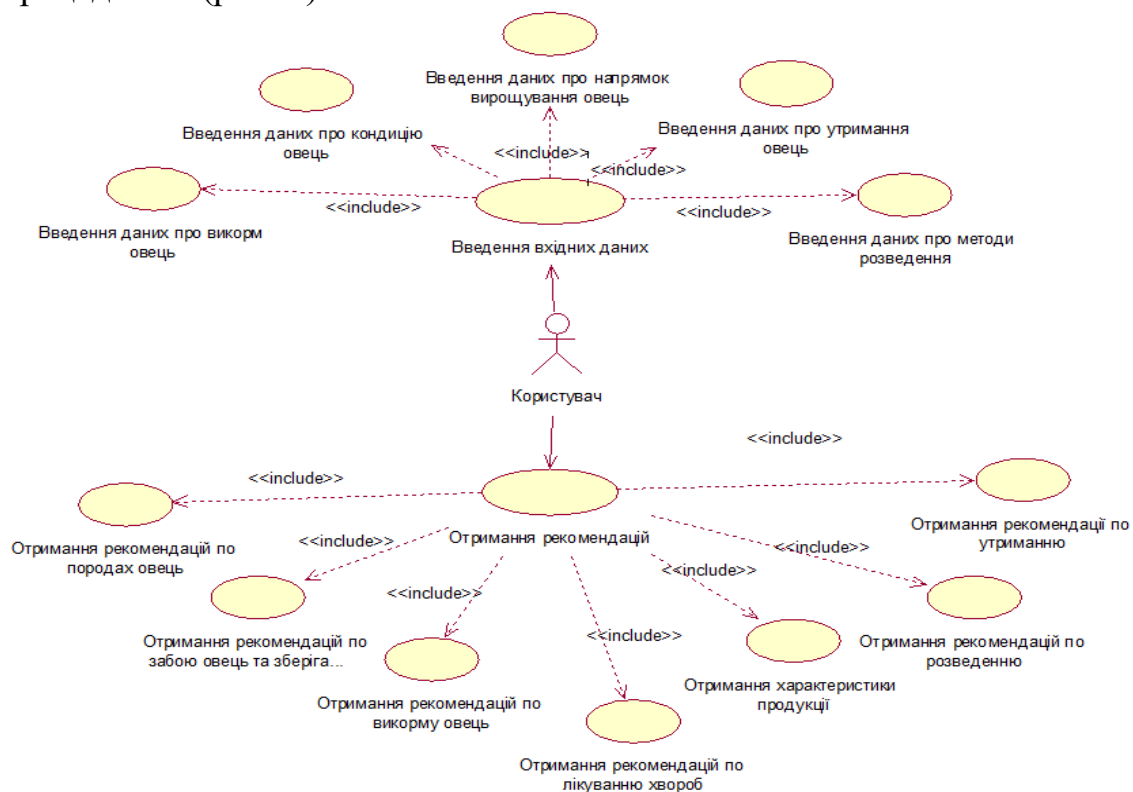 Введення даних про напрямок
вирощування овець
Введення даних про кондицію
овець
Введення даних про утримання
овець
<<include>>
<<include>>
<<include>>
<<include>>
Введення даних про викорм
овець
Введення вхідних даних
Введення даних про методи
розведення
Користувач
<<include>>
<<include>>
Отримання рекомендацій по
породах овець
<<include>>
Отримання рекомендацій
<<include>>
<<include>>
Отримання рекомендації по
утриманню
<<include>>
<<include>>
<<include>>
Отримання рекомендацій по
забою овець та зберіга...
Отримання рекомендацій по
розведенню
Отримання характеристики
продукції
Отримання рекомендацій по
викорму овець
Отримання рекомендацій по
лікуванню хвороб